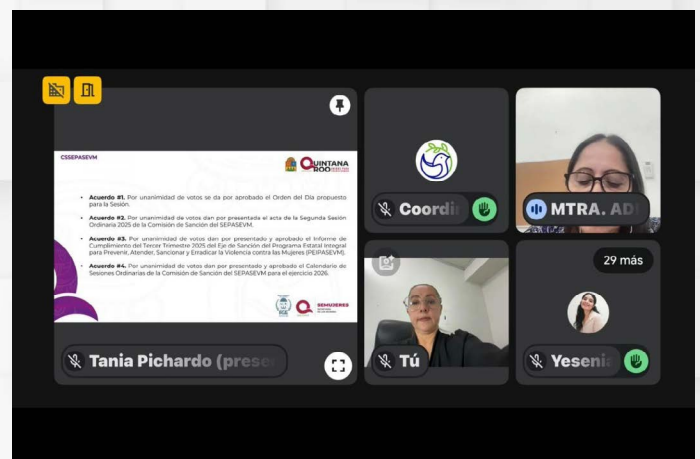 CSSEPASEVM
QUINTANA
ROO
Acuerdo #1. Por unanimidad de votos se da por aprobado el Orden del Día propuesto
para la Sesión.
Acuerdo #2. Por unanimidad de votos dan por presentada el acta de la Segunda Sesión
Ordinaria 2025 de la Comisión de Sanción del SEPASEVM.
Acuerdo #3. Por unanimidad de votos dan por presentado y aprobado el Informe de
Cumplimiento del Tercer Trimestre 2025 del Eje de Sanción del Programa Estatal Integral
para Prevenir, Atender, Sancionar y Erradicar la Violencia contra las Mujeres (PEIPASEVM).
Acuerdo #4. Por unanimidad de votos dan por presentado y aprobado el Calendario de
Sesiones Ordinarias de la Comisión de Sanción del SEPASEVM para el ejercicio 2026.
FGE
SEMUJERES
Tania Pichardo (prese
Coordi
MTRA. AD
Tú
29 más
Yeseni